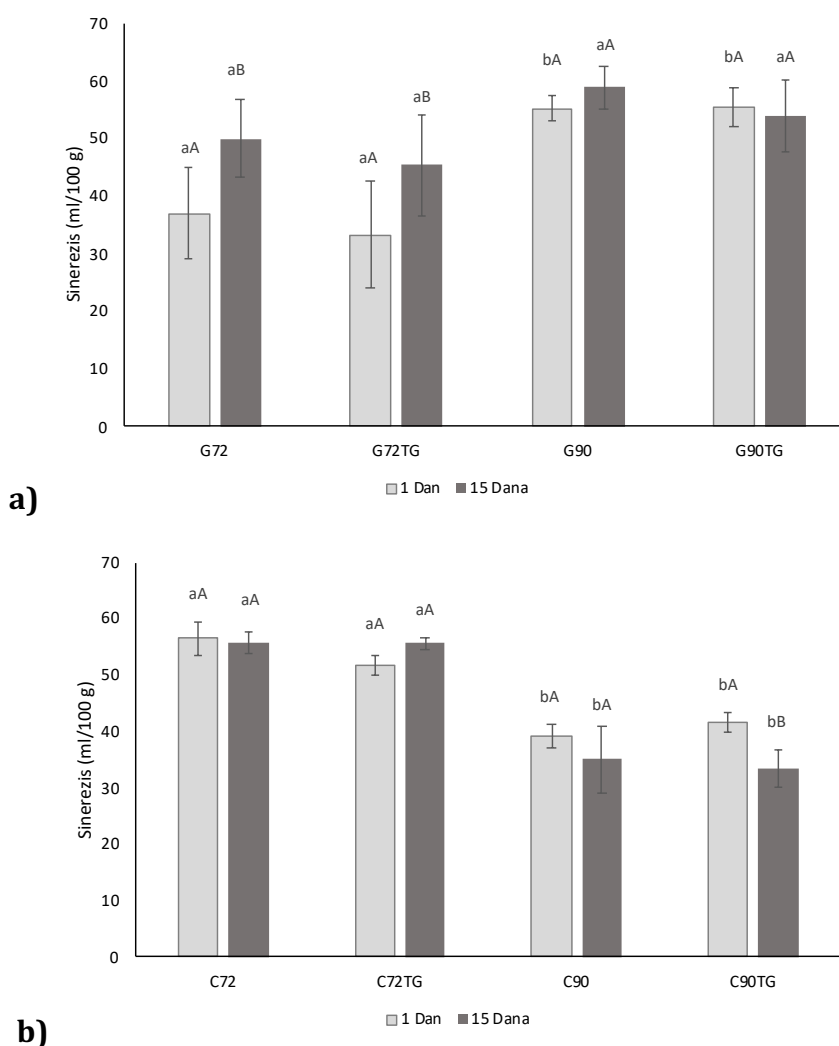 70
60
50
40
30
20
10
0
Sinerezis (ml/100 g)
aA
aB
aA
aB
bA
aA
bA
aA
G72
G72TG
G90
G90TG
1 Dan
15 Dana
a)
70
60
50
40
30
20
10
0
Sinerezis (ml/100 g)
aA
aA
aA
aA
bA
bA
bA
bB
C72
C72TG
C90
C90TG
1 Dan
15 Dana
b)